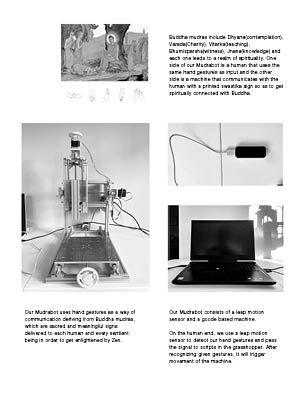 Buddha mudras include Dhyana(contemplation),
Varada(Charity), Vitarka(teaching),
Bhumisparsha(witness), Jnana(knowledge) and
each one leads to a realm of spirituality. One
side of our Mudrabot is a human that uses the
same hand gestures as input and the other
side is a machine that communicates with the
human with a printed swastika sign so as to get
spiritually connected with Buddha.
Our Mudrabot uses hand gestures as a way of
communication deriving from Buddha mudras,
which are sacred and meaningful signs
delivered to each human and every sentient
being in order to get enlightened by Zen.
Our Mudrabot consists of a leap motion
sensor and a gcode based machine.
On the human end, we use a leap motion
sensor to detect our hand gestures and pass
the signal to scripts in the grasshopper. After
recognizing given gestures, it will trigger
movement of the machine.